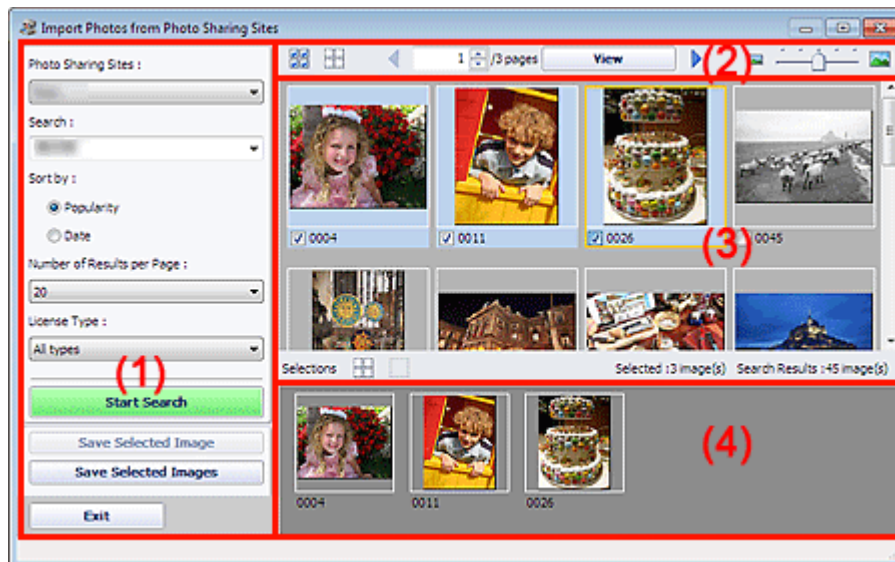 Import Photos from Photo Sharing Sites
Photo Sharing Sites :
Search :
Sort by :
Popularity
Date
Number of Results per Page :
20
License Type :
All types
(1)
Start Search
Save Selected Image
Save Selected Images
Exit
1 /3 pages View
(2)
0004 0011 0026 0045
(3)
Selections Selected :3 image(s) Search Results :45 image(s)
(4)
0004 0011 0026